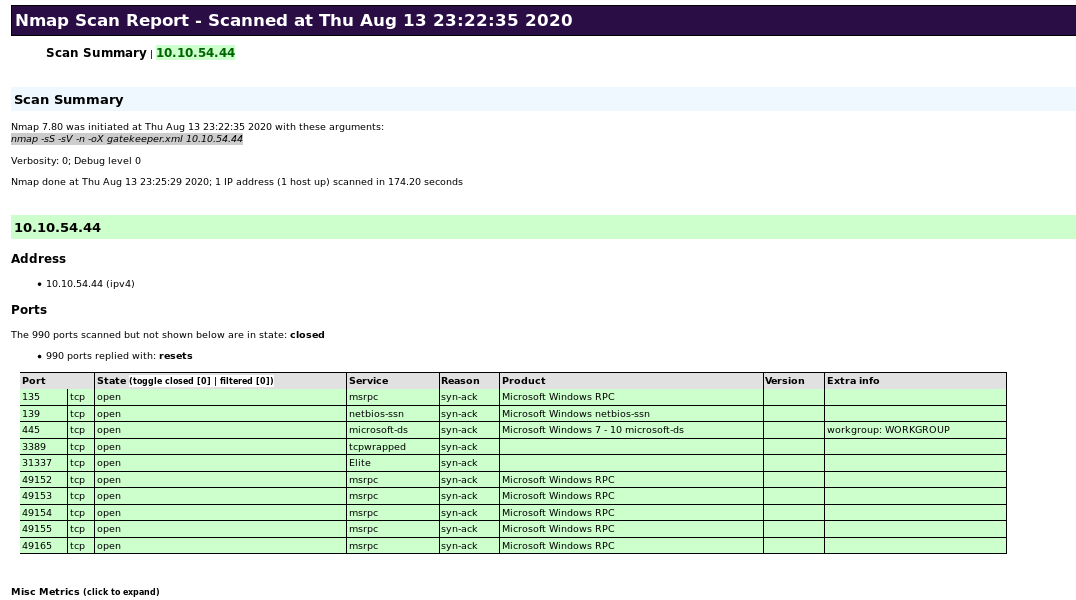 Nmap Scan Report - Scanned at Thu Aug 13 23:22:35 2020
Scan Summary | 10.10.54.44
Scan Summary
Nmap 7.80 was initiated at Thu Aug 13 23:22:35 2020 with these arguments:
nmap -sS -sV -n -oX gatekeeper.xml 10.10.54.44
Verbosity: 0; Debug level 0
Nmap done at Thu Aug 13 23:25:29 2020; 1 IP address (1 host up) scanned in 174.20 seconds
10.10.54.44
Address
• 10.10.54.44 (ipv4)
Ports
The 990 ports scanned but not shown below are in state: closed
• 990 ports replied with: resets
Port State (toggle closed [0] | filtered [0]) Service Reason Product Version Extra info
135 tcp open msrpc syn-ack Microsoft Windows RPC
139 tcp open netbios-ssn syn-ack Microsoft Windows netbios-ssn
445 tcp open microsoft-ds syn-ack Microsoft Windows 7 - 10 microsoft-ds workgroup: WORKGROUP
3389 tcp open tcpwrapped syn-ack
31337 tcp open Elite syn-ack
49152 tcp open msrpc syn-ack Microsoft Windows RPC
49153 tcp open msrpc syn-ack Microsoft Windows RPC
49154 tcp open msrpc syn-ack Microsoft Windows RPC
49155 tcp open msrpc syn-ack Microsoft Windows RPC
49165 tcp open msrpc syn-ack Microsoft Windows RPC
Misc Metrics (click to expand)